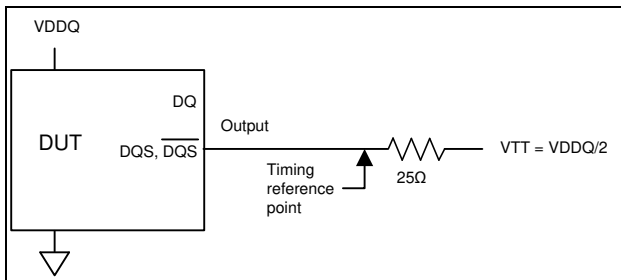 VDDQ
DUT
DQ
DQS, DQS
Output
Timing
reference
point
25Ω
VTT = VDDQ/2